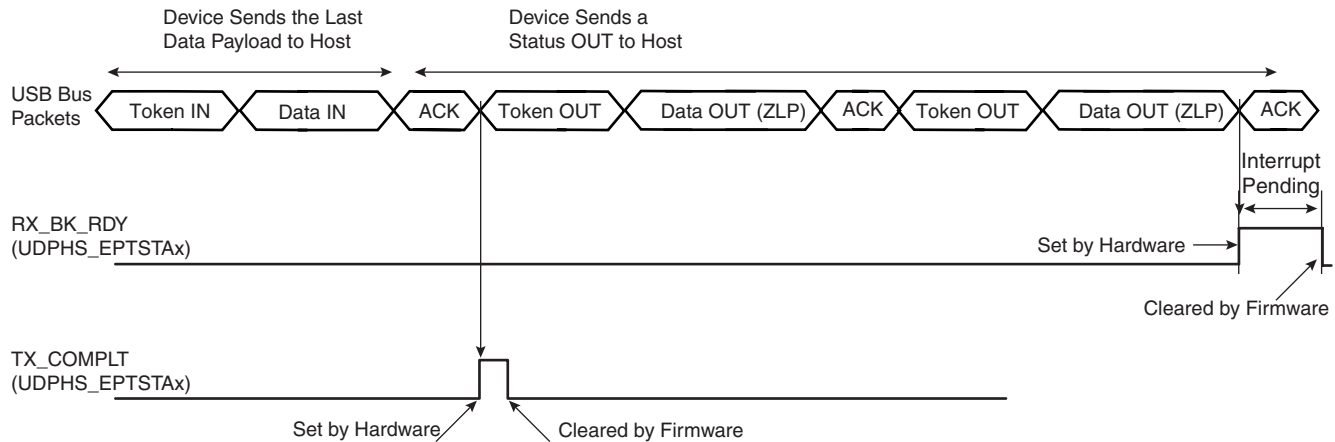 Device Sends the Last
Data Payload to Host
Device Sends a
Status OUT to Host
USB Bus
Packets
Token IN
Data IN
ACK
Token OUT
Data OUT (ZLP)
ACK
Token OUT
Data OUT (ZLP)
ACK
Interrupt
Pending
RX_BK_RDY
(UDPHS_EPTSTAx)
Set by Hardware
Cleared by Firmware
TX_COMPLT
(UDPHS_EPTSTAx)
Set by Hardware
Cleared by Firmware